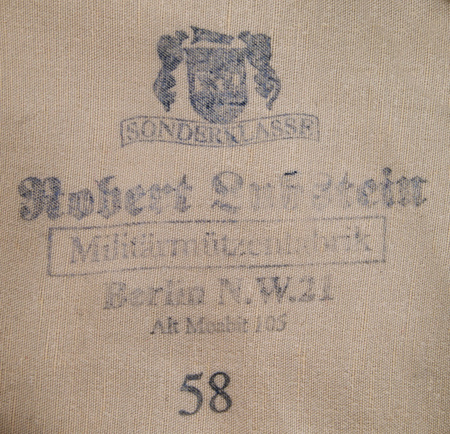 SONDERKLASSE
Robert Lubstein
Militärmützenfabrik
Berlin N.W.21
Alt Moabit 105
58